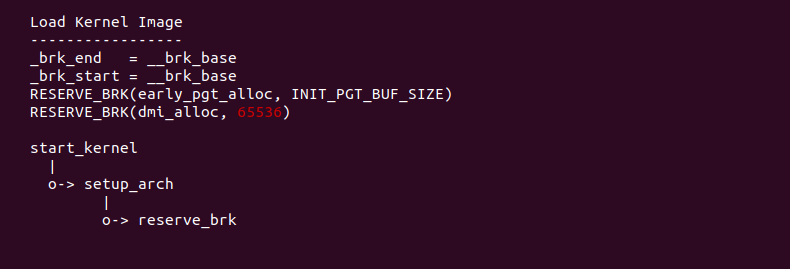 Load Kernel Image
-----------------
_brk_end   = __brk_base
_brk_start = __brk_base
RESERVE_BRK(early_pgt_alloc, INIT_PGT_BUF_SIZE)
RESERVE_BRK(dmi_alloc, 65536)

start_kernel
  |
  o-> setup_arch
        |
        o-> reserve_brk